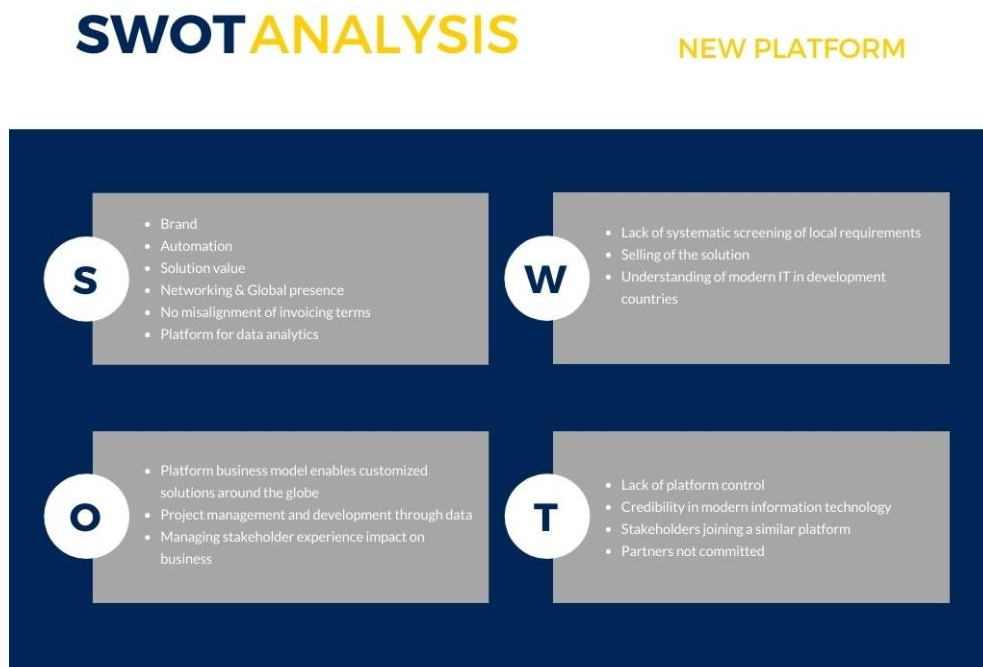 SWOT ANALYSIS
NEW PLATFORM
S
• Brand
• Automation
• Solution value
• Networking & Global presence
• No misalignment of invoicing terms
• Platform for data analytics
W
• Lack of systematic screening of local requirements
• Selling of the solution
• Understanding of modern IT in development
countries
O
• Platform business model enables customized
solutions around the globe
• Project management and development through data
• Managing stakeholder experience impact on
business
T
• Lack of platform control
• Credibility in modern information technology
• Stakeholders joining a similar platform
• Partners not committed